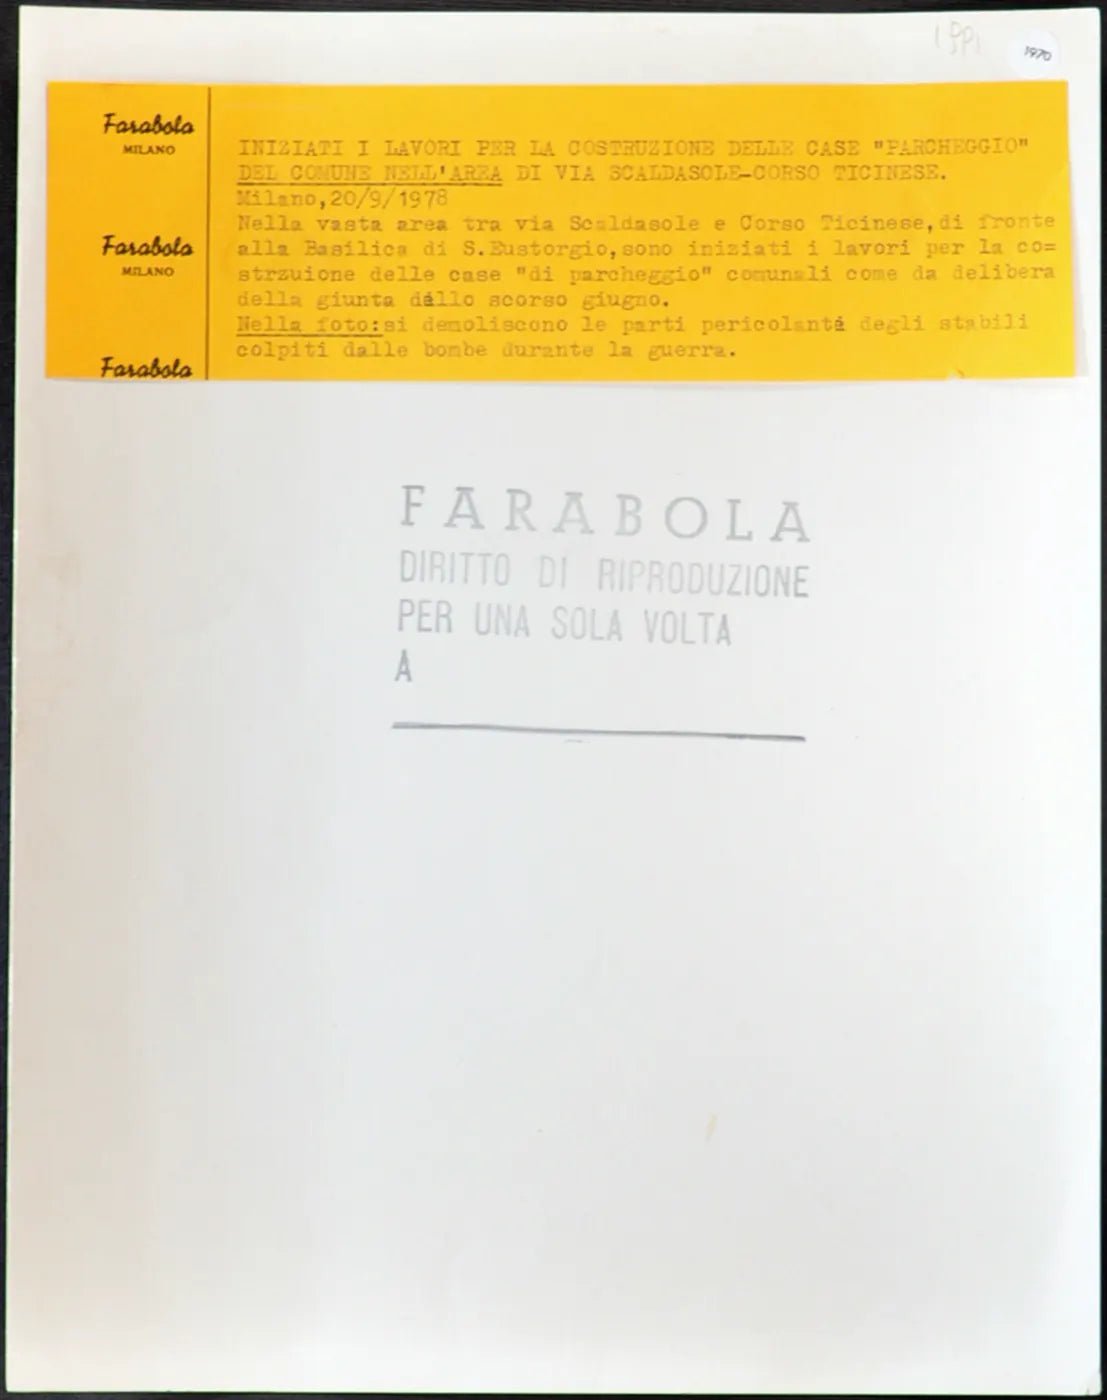 1970
Farabola
MILANO
Farabola
MILANO
Farabola
INIZIATI I LAVORI PER LA COSTRUZIONE DELLE CASE "PARCHEGGIO"
DEL COMUNE NELL'AREA DI VIA SCALDASOLE-CORSO TICINESE.
Milano,20/9/1978
Nella vasta area tra via Scaldasole e Corso Ticinese,di fronte
alla Basilica di S.Eustorgio,sono iniziati i lavori per la co=
strzuione delle case "di parcheggio" comunali come da delibera
della giunta dello scorso giugno.
Nella foto:si demoliscono le parti pericolanti degli stabili
colpiti dalle bombe durante la guerra.
FARABOLA
DIRITTO DI RIPRODUZIONE
PER UNA SOLA VOLTA
A